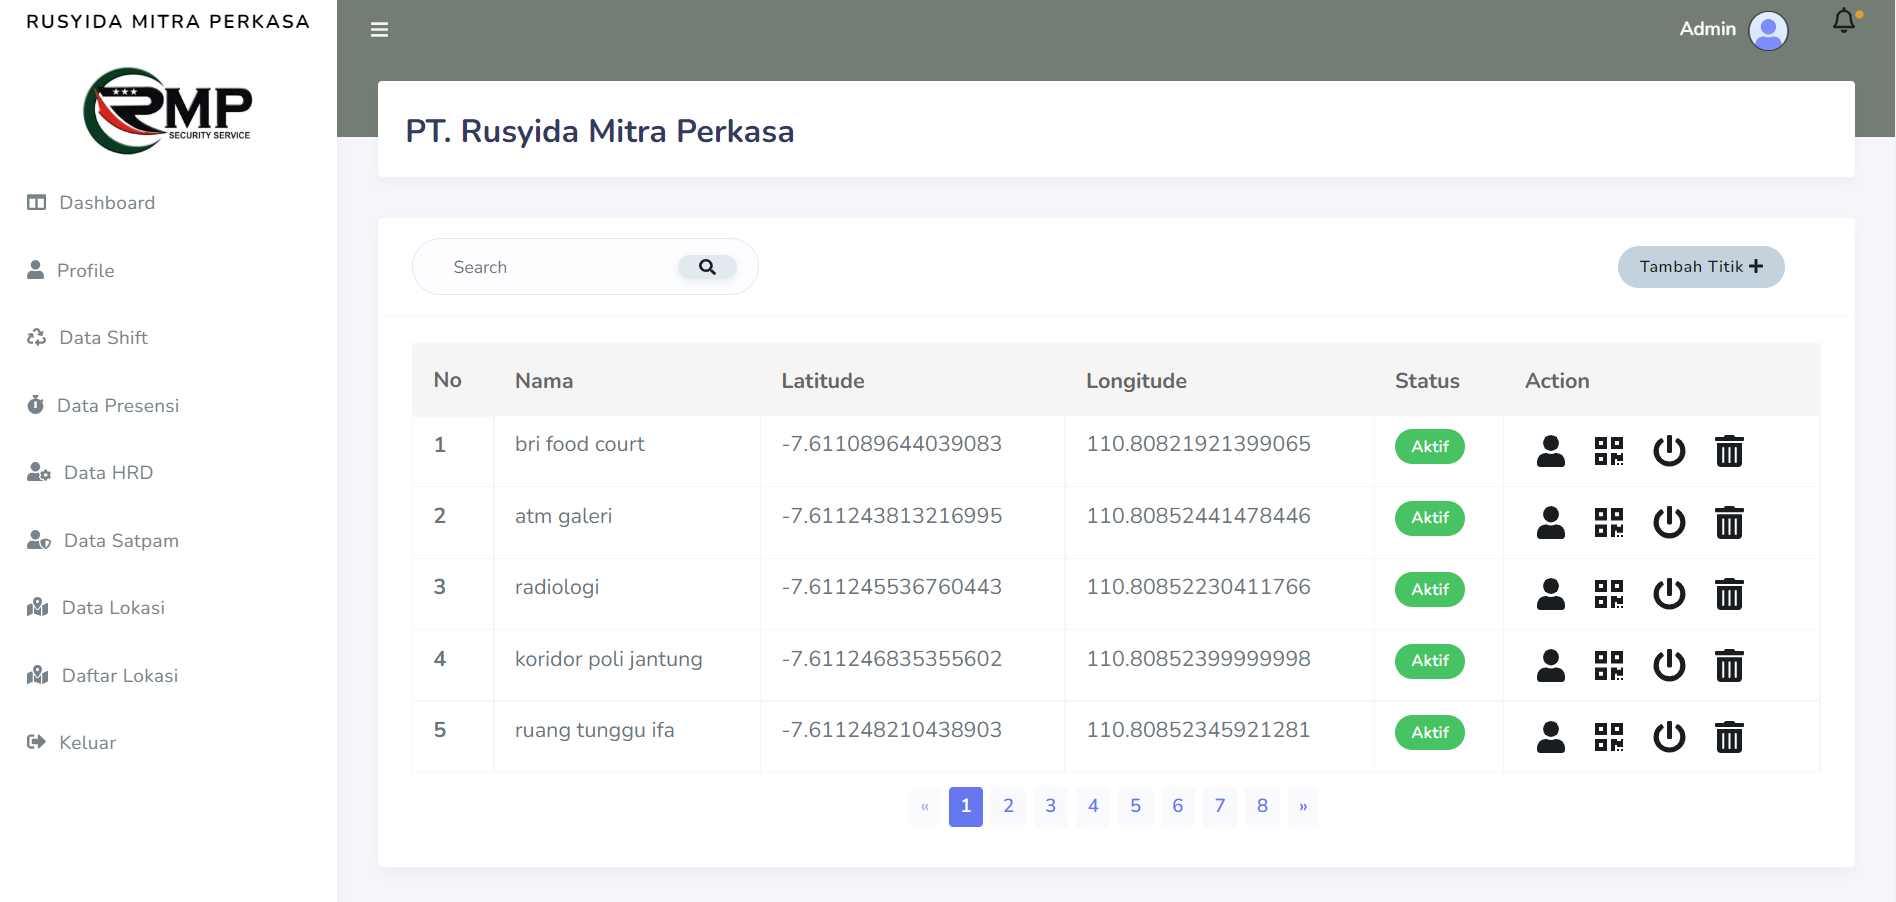 RUSYIDA MITRA PERKASA
RMP
SECURITY SERVICE
Dashboard
Profile
Data Shift
Data Presensi
Data HRD
Data Satpam
Data Lokasi
Daftar Lokasi
Keluar
Admin
PT. Rusyida Mitra Perkasa
Search
Tambah Titik
No Nama Latitude Longitude Status Action
1 bri food court -7.611089644039083 110.80821921399065 Aktif
2 atm galeri -7.611243813216995 110.80852441478446 Aktif
3 radiologi -7.611245536760443 110.80852230411766 Aktif
4 koridor poli jantung -7.611246835355602 110.80852399999998 Aktif
5 ruang tunggu ifa -7.611248210438903 110.80852345921281 Aktif
« 1 2 3 4 5 6 7 8 »